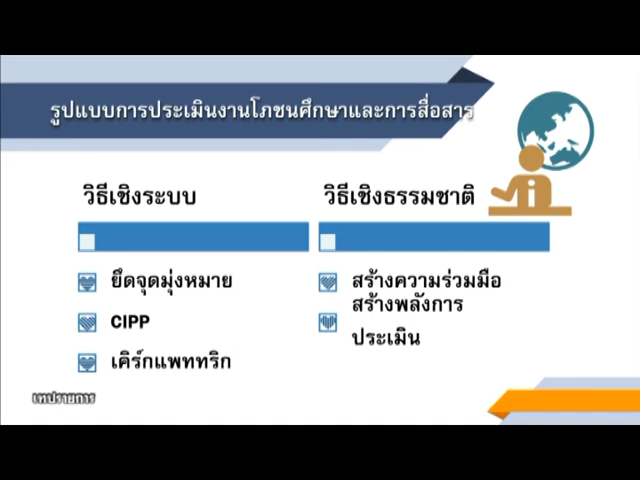 รูปแบบการประเมินงานโภชนศึกษาและการสื่อสาร
วิธีเชิงระบบ
ยึดจุดมุ่งหมาย
CIPP
เคิร์กแพททริก
วิธีเชิงธรรมชาติ
สร้างความร่วมมือ
สร้างพลังการ
ประเมิน
เทปรายการ